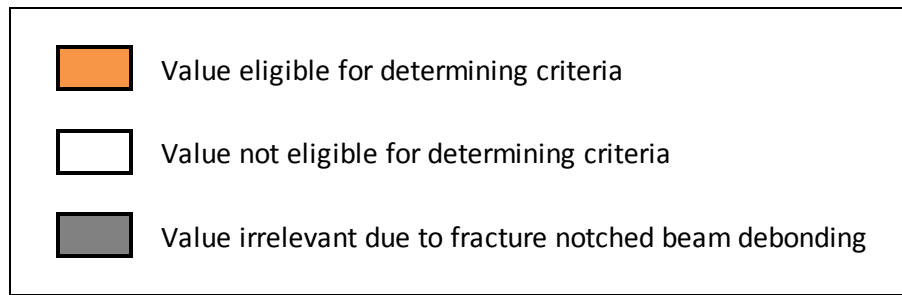 Value eligible for determining criteria
Value not eligible for determining criteria
Value irrelevant due to fracture notched beam debonding